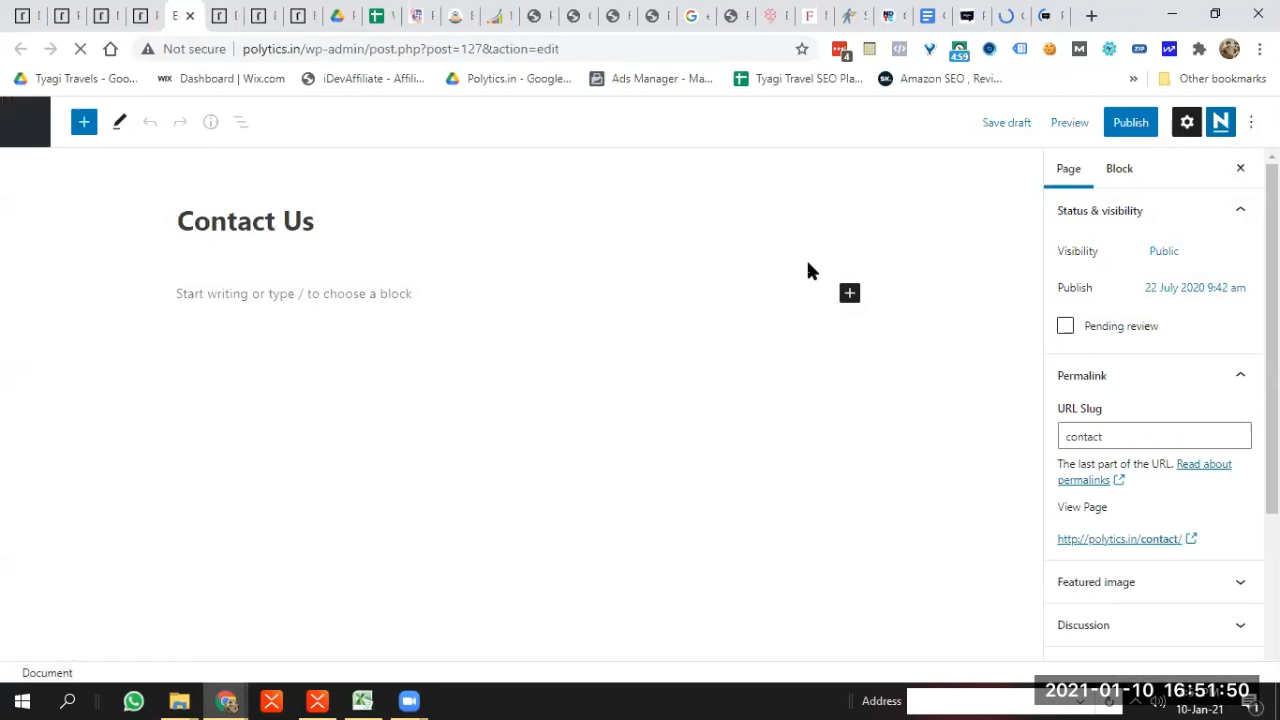 Not secure polytics.in/wp-admin/post.php?post=127&action=edit
4 4:59
Tyagi Travels - Goo... WIX Dashboard | Wix.com iDevAffiliate - Affili... Polytics.in - Google... Ads Manager - Ma... Tyagi Travel SEO Pla... Amazon SEO , Revi... » Other bookmarks
Save draft Preview Publish
Page Block
Contact Us
Status & visibility
Visibility Public
Start writing or type / to choose a block
Publish 22 July 2020 9:42 am
Pending review
Permalink
URL Slug
contact
The last part of the URL. Read about
permalinks
View Page
http://polytics.in/contact/
Featured image
Discussion
Document
Address
2021-01-10 16:51:50
10-Jan-21